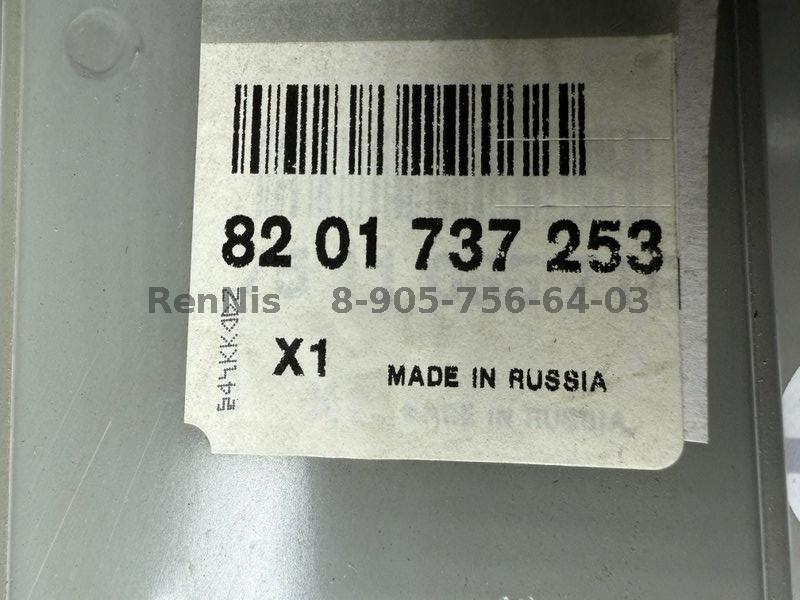 82 01 737 253
RenNis 8-905-756-64-03
X1
MADE IN RUSSIA